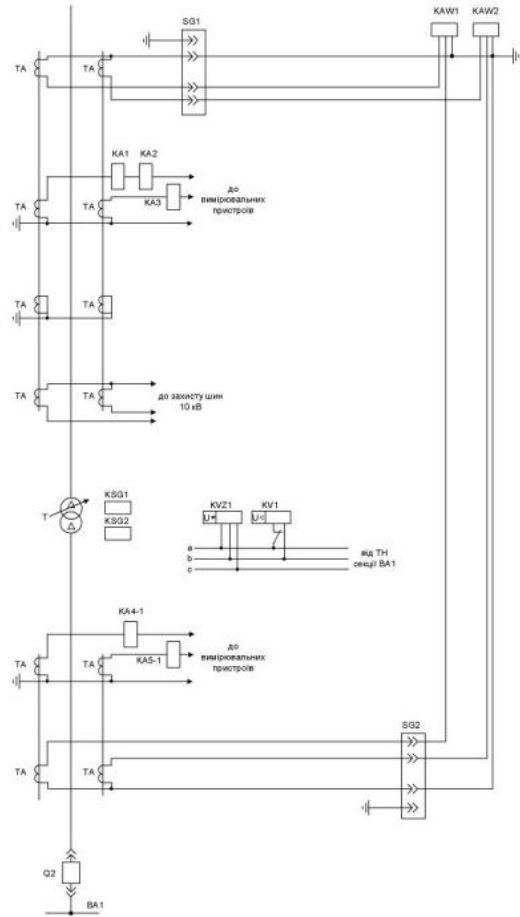 SG1
KAW1 KAW2
TA TA
KA1 KA2
KA3
до
вимірювальних
пристроїв
TA TA
TA TA
TA TA
до захисту шин
10 кВ
T
KSG1
KSG2
KVZ1 KV1
U U<
a
b
c
від ТН
секції ВА1
KA4-1
KA5-1
до
вимірювальних
пристроїв
TA TA
SG2
TA TA
Q2
BA1